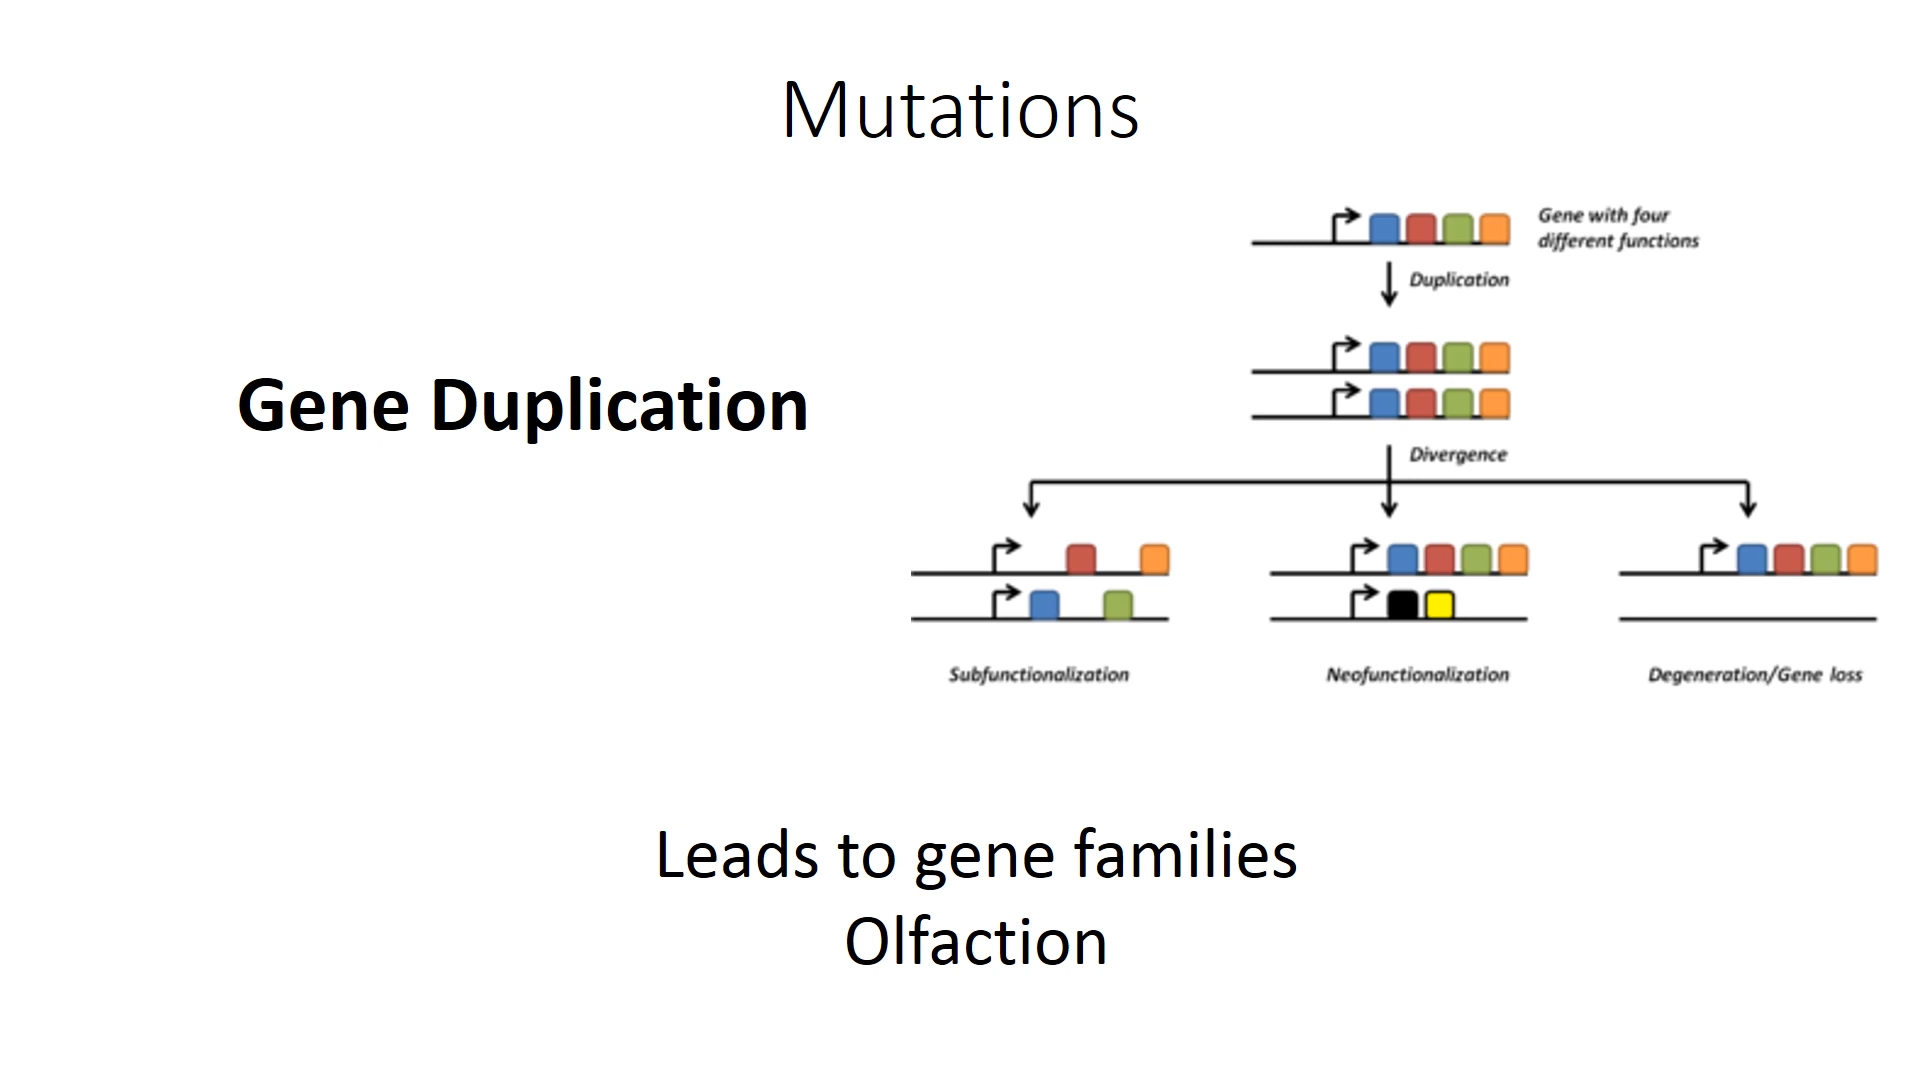 Mutations
Gene with four
different functions
Duplication
Gene Duplication
Divergence
Subfunctionalization
Neofunctionalization
Degeneration/Gene loss
Leads to gene families
Olfaction